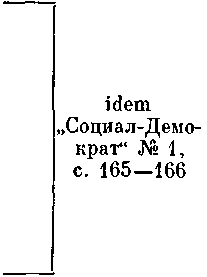 idem
„Социал-Демо-
крат“ № 1,
с. 165—166